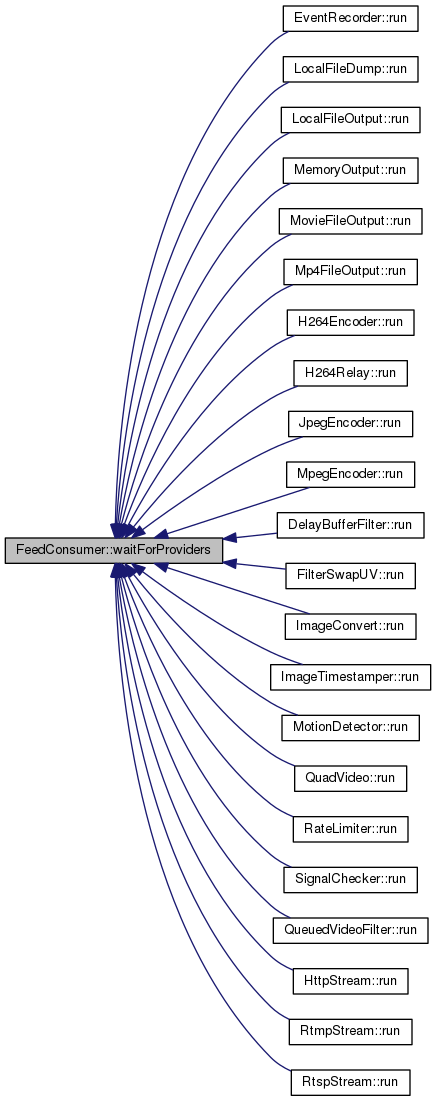 EventRecorder::run
LocalFileDump::run
LocalFileOutput::run
MemoryOutput::run
MovieFileOutput::run
Mp4FileOutput::run
H264Encoder::run
H264Relay::run
JpegEncoder::run
MpegEncoder::run
DelayBufferFilter::run
FeedConsumer::waitForProviders
FilterSwapUV::run
ImageConvert::run
ImageTimestamper::run
MotionDetector::run
QuadVideo::run
RateLimiter::run
SignalChecker::run
QueuedVideoFilter::run
HttpStream::run
RtmpStream::run
RtspStream::run